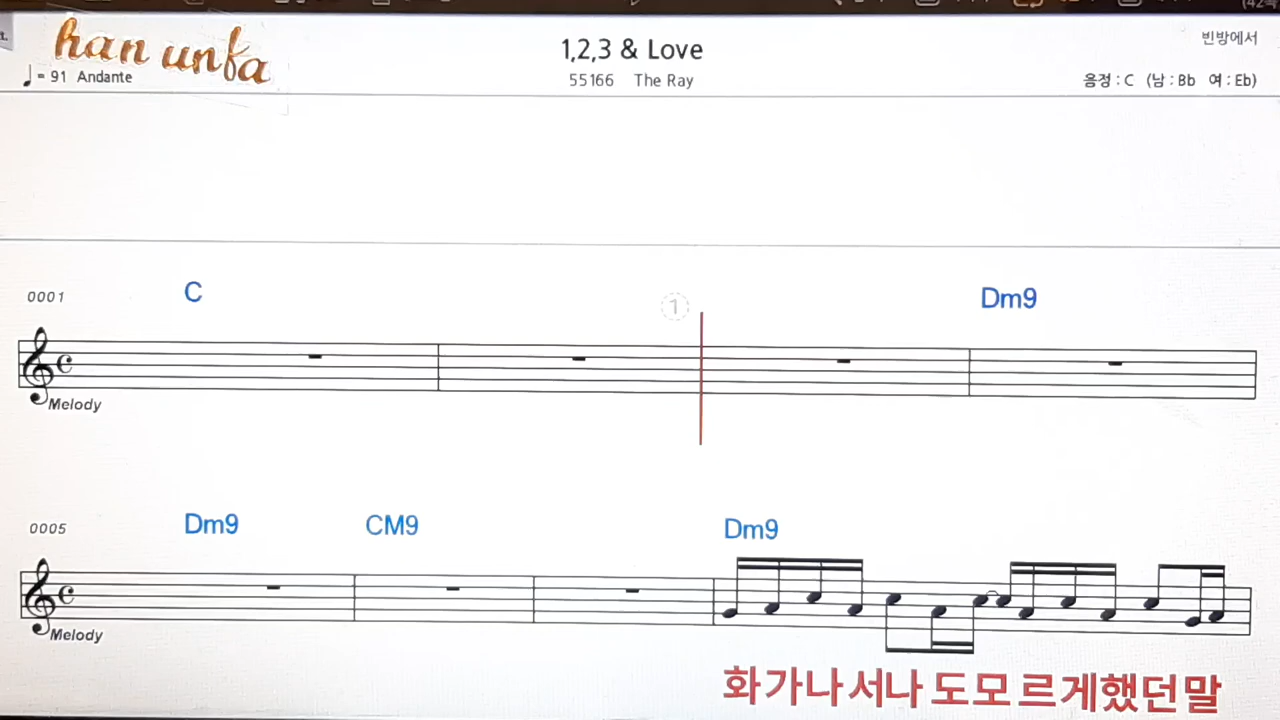 han unfa
1,2,3 & Love
빈방에서
♩= 91 Andante
55166 The Ray
음정 : C (남 : Bb 여 : Eb)
0001
C
1
Dm9
Melody
0005
Dm9
CM9
Dm9
Melody
화가나서나도모르게했던말